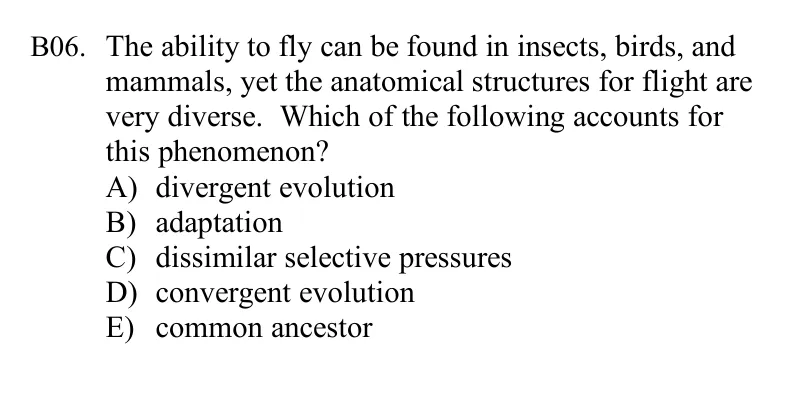 B06. The ability to fly can be found in insects, birds, and
mammals, yet the anatomical structures for flight are
very diverse. Which of the following accounts for
this phenomenon?
A) divergent evolution
B) adaptation
C) dissimilar selective pressures
D) convergent evolution
E) common ancestor